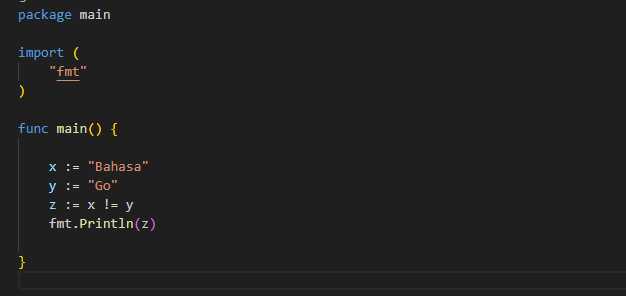 package main
import (
"fmt"
)
func main() {
x := "Bahasa"
y := "Go"
z := x != y
fmt.Println(z)
}